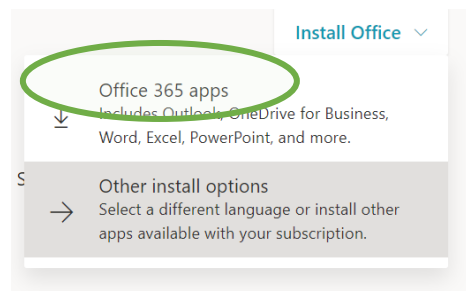 Install Office
Office 365 apps
Includes Outlook, OneDrive for Business,
Word, Excel, PowerPoint, and more.
S
Other install options
Select a different language or install other
apps available with your subscription.